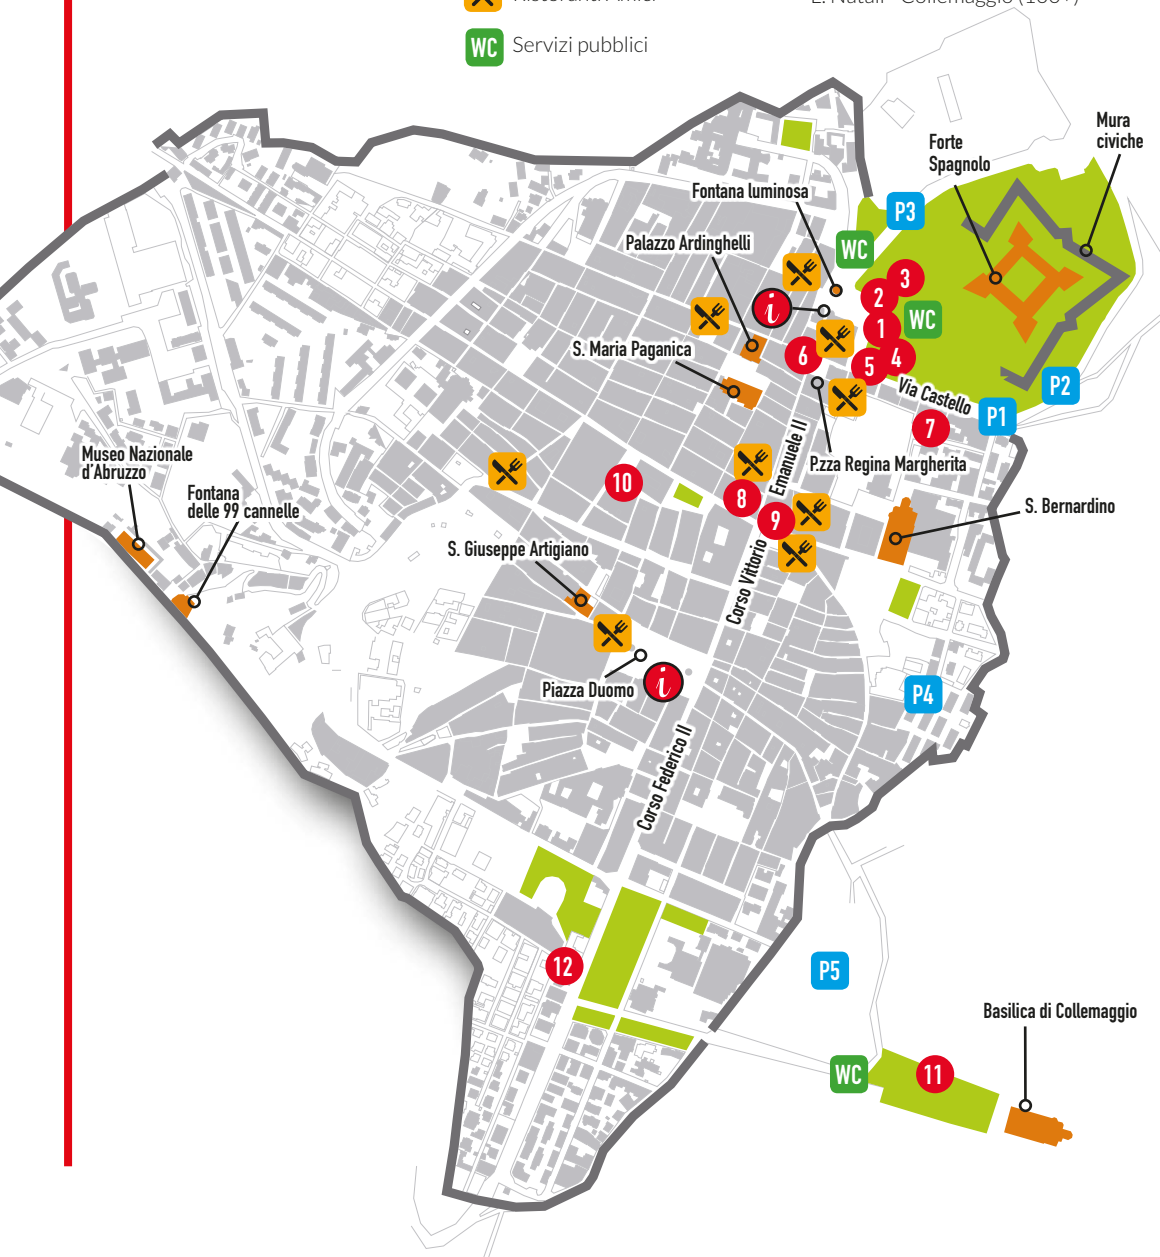 WC Servizi pubblici
Mura
civiche
Forte
Spagnolo
Fontana luminosa
P3
Palazzo Ardinghelli
WC
3
2
i
WC
1
S. Maria Paganica
6
4
5
P2
Via Castello
P1
7
Museo Nazionale
d'Abruzzo
P.zza Regina Margherita
10
Fontana
delle 99 cannelle
8
9
S. Bernardino
S. Giuseppe Artigiano
Corso Vittorio Emanuele II
Piazza Duomo
i
P4
Corso Federico II
12
P5
Basilica di Collemaggio
WC
11